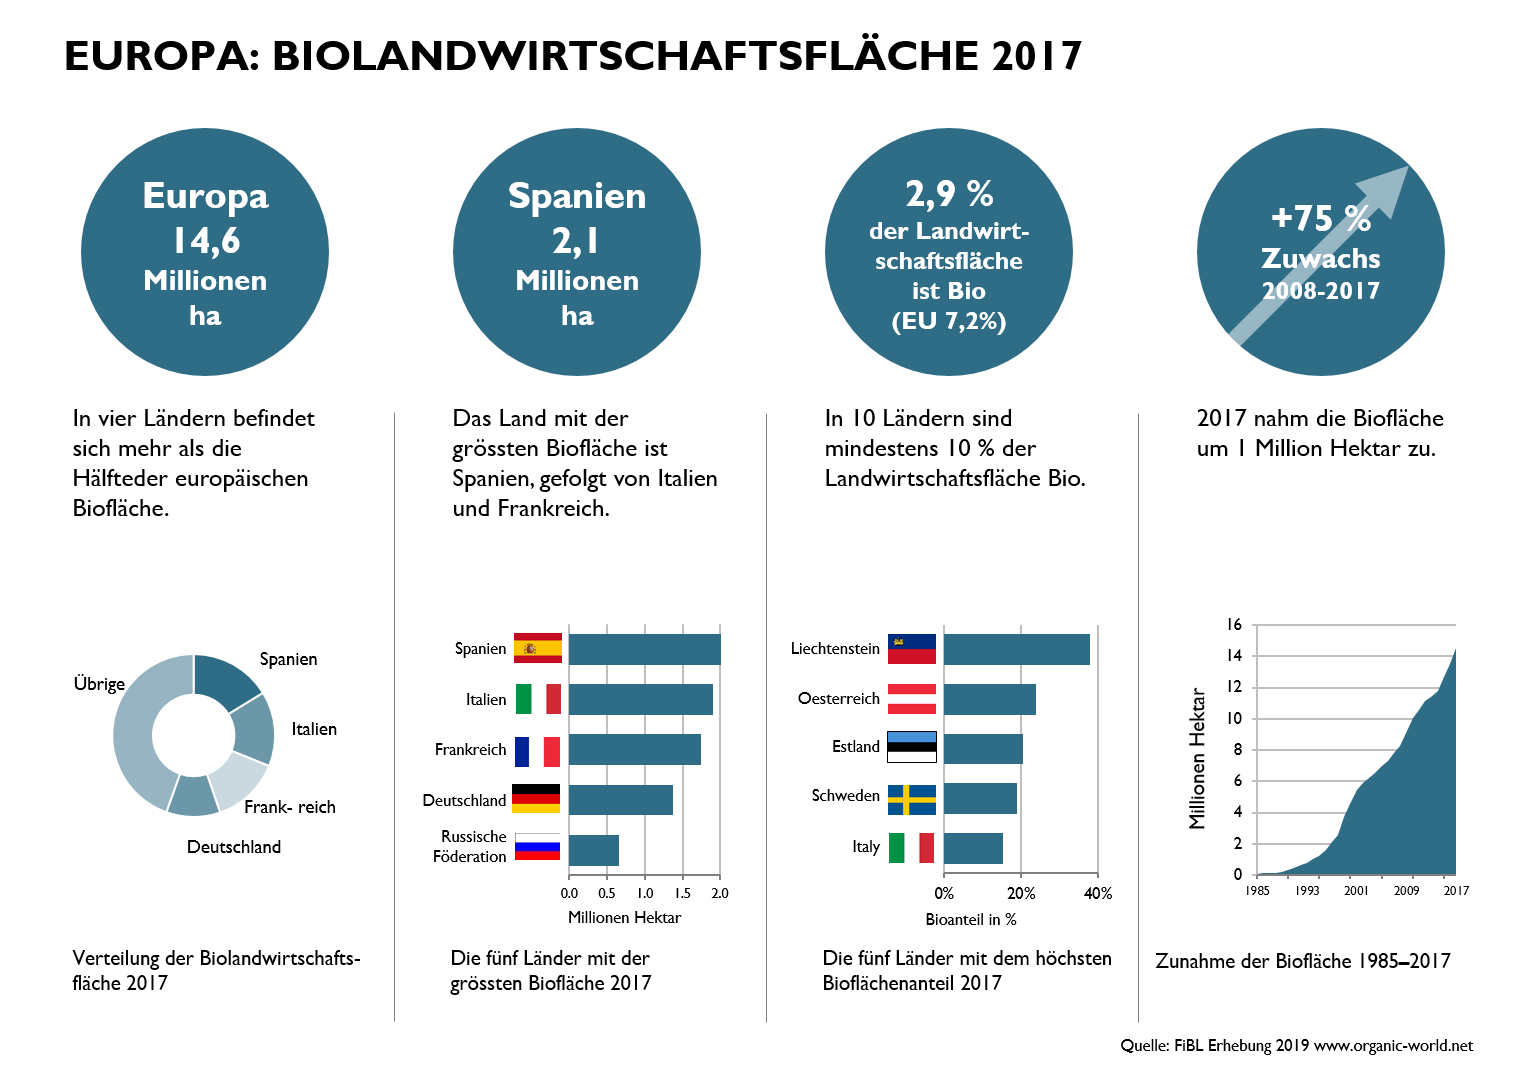 EUROPA: BIOLANDWIRTSCHAFTSFLÄCHE 2017
Europa
14,6
Millionen
ha
Spanien
2,1
Millionen
ha
2,9 %
der Landwirt-
schaftsfläche
ist Bio
(EU 7,2%)
+75 %
Zuwachs
2008-2017
In vier Ländern befindet
sich mehr als die
Hälfteder europäischen
Biofläche.
Das Land mit der
grössten Biofläche ist
Spanien, gefolgt von Italien
und Frankreich.
In 10 Ländern sind
mindestens 10 % der
Landwirtschaftsfläche Bio.
2017 nahm die Biofläche
um 1 Million Hektar zu.
Spanien
Übrige
Italien
Frank- reich
Deutschland
Verteilung der Biolandwirtschafts-
fläche 2017
Spanien
Italien
Frankreich
Deutschland
Russische
Föderation
0.0 0.5 1.0 1.5 2.0
Millionen Hektar
Die fünf Länder mit der
grössten Biofläche 2017
Liechtenstein
Oesterreich
Estland
Schweden
Italy
0% 20% 40%
Bioanteil in %
Die fünf Länder mit dem höchsten
Bioflächenanteil 2017
Millionen Hektar
16
14
12
10
8
6
4
2
0
1985 1993 2001 2009 2017
Zunahme der Biofläche 1985–2017
Quelle: FiBL Erhebung 2019 www.organic-world.net